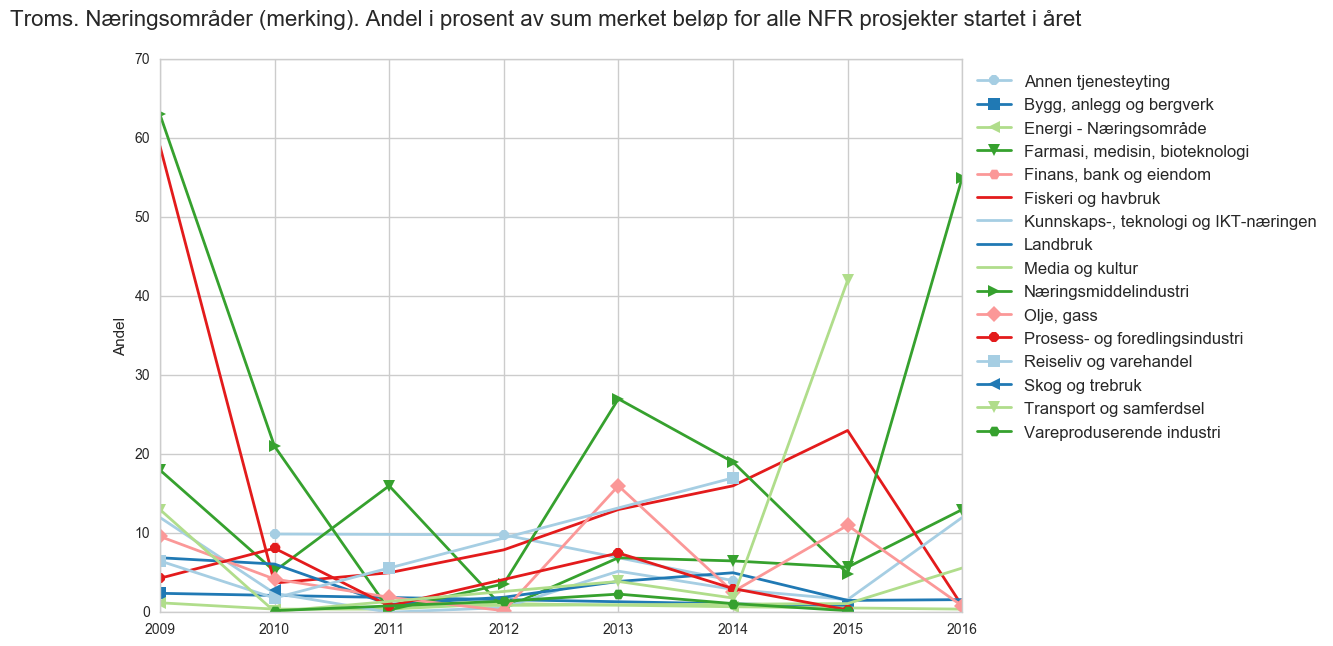 Troms. Næringsområder (merking). Andel i prosent av sum merket beløp for alle NFR prosjekter startet i året
70
60
50
40
30
20
10
0
Andel
2009 2010 2011 2012 2013 2014 2015 2016
Annen tjenesteyting
Bygg, anlegg og bergverk
Energi - Næringsområde
Farmasi, medisin, bioteknologi
Finans, bank og eiendom
Fiskeri og havbruk
Kunnskaps-, teknologi og IKT-næringen
Landbruk
Media og kultur
Næringsmiddelindustri
Olje, gass
Prosess- og foredlingsindustri
Reiseliv og varehandel
Skog og trebruk
Transport og samferdsel
Vareproduserende industri